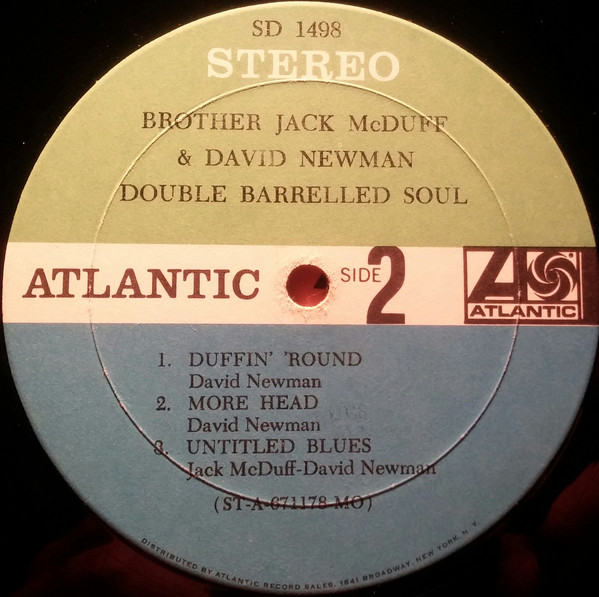 SD 1498
STEREO
BROTHER JACK McDUFF
& DAVID NEWMAN
DOUBLE BARRELLED SOUL
ATLANTIC
SIDE 2
ATLANTIC
1. DUFFIN' 'ROUND
David Newman
2. MORE HEAD
David Newman
3. UNTITLED BLUES
Jack McDuff-David Newman
(ST-A-671178-MO)
DISTRIBUTED BY ATLANTIC RECORD SALES, 1841 BROADWAY, NEW YORK, N. Y.